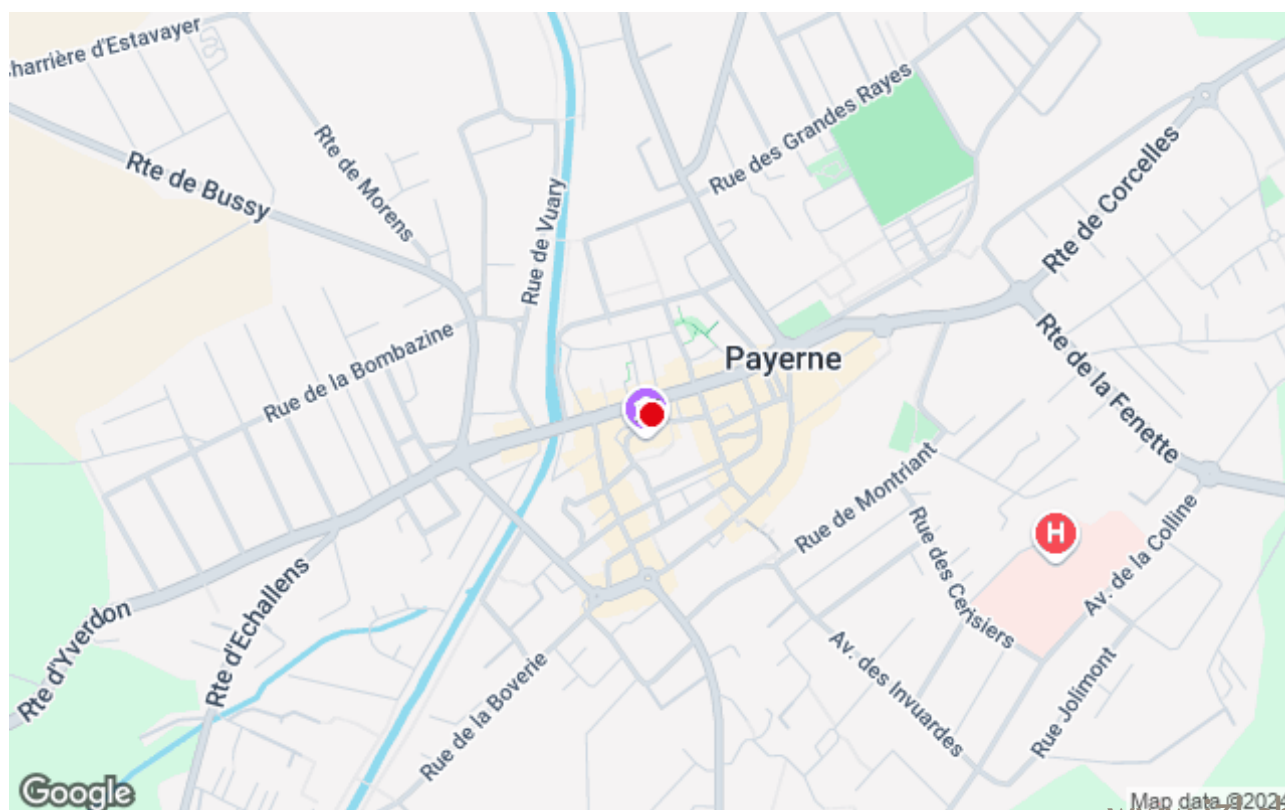 harrière d'Estavayer
Rte de Morens
Rte de Bussy
Rue de Vuary
Rue des Grandes Rayes
Rte de Corcelles
Rue de la Bombazine
Payerne
Rte de la Fenette
Rue de Montriant
H
Rue des Cerisiers
Av. de la Colline
Rte d'Yverdon
Rte d'Echallens
Rue de la Boverie
Av. des Invuardes
Rue Jolimont
Google
Map data ©202